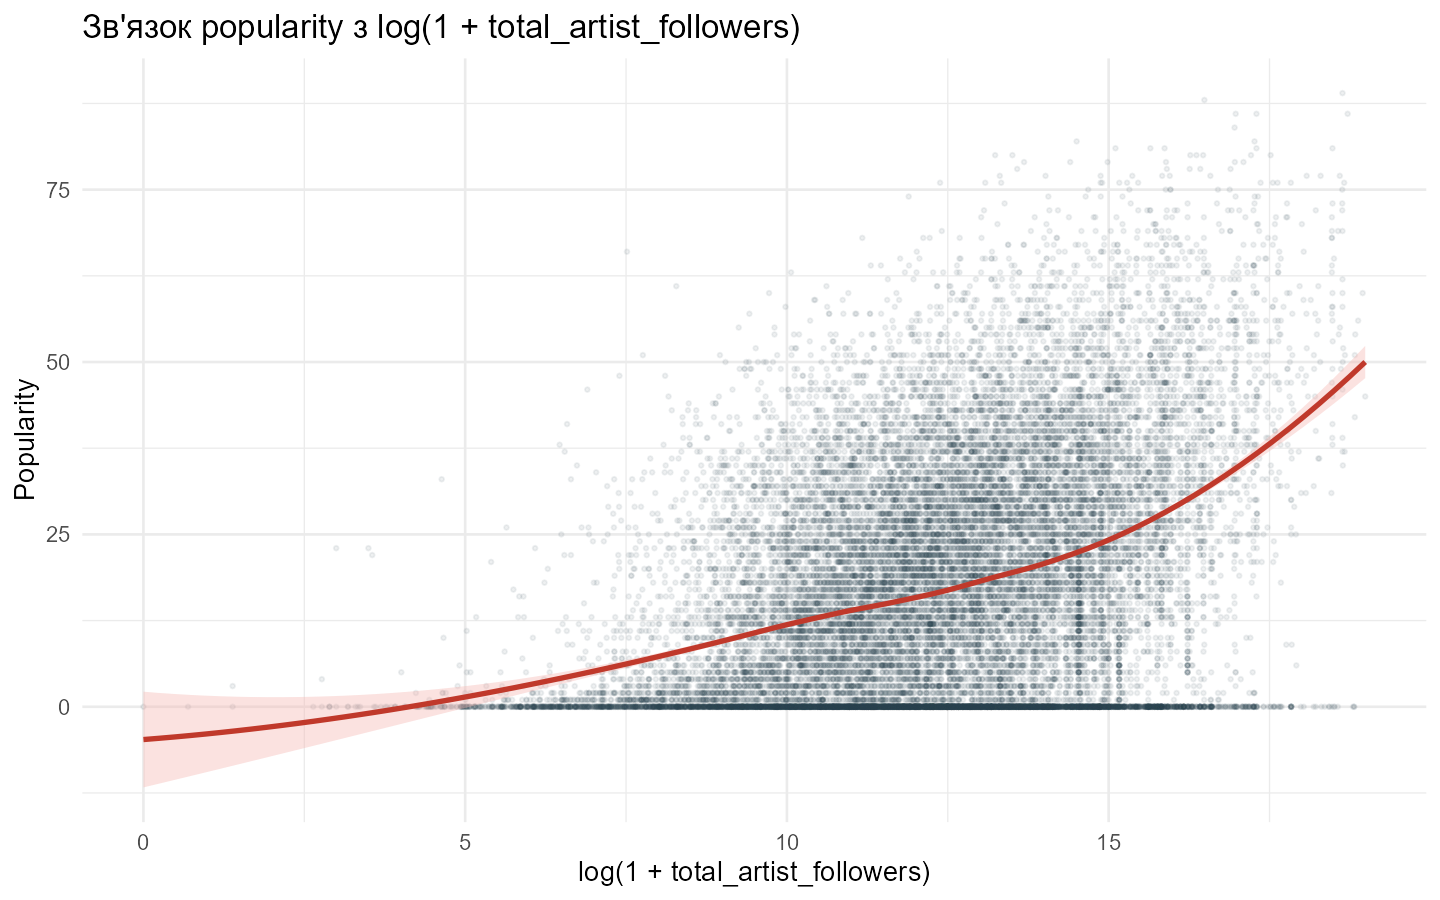 Зв'язок popularity з log(1 + total_artist_followers)
Popularity
75
50
25
0
0 5 10 15
log(1 + total_artist_followers)